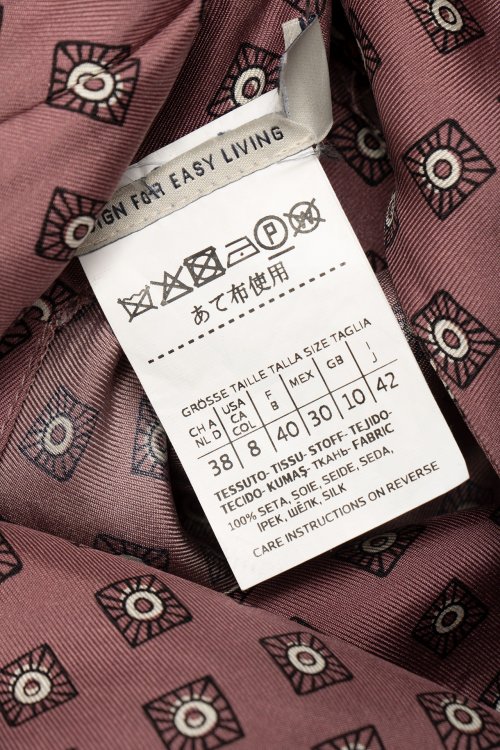 IGN FOR EASY LIVING
P
あて布使用
GRÖSSE TAILLE TALLA SIZE TAGLIA
CH A NL D USA CA COL F B MEX GB I J
38 8 40 30 10 42
TESSUTO-TISSU-STOFF-TEJIDO-
TECIDO-KUMAŞ-ТКАНЬ-FABRIC
100% SETA, SOIE, SEIDE, SEDA,
IPEK, ШЁЛК, SILK
CARE INSTRUCTIONS ON REVERSE